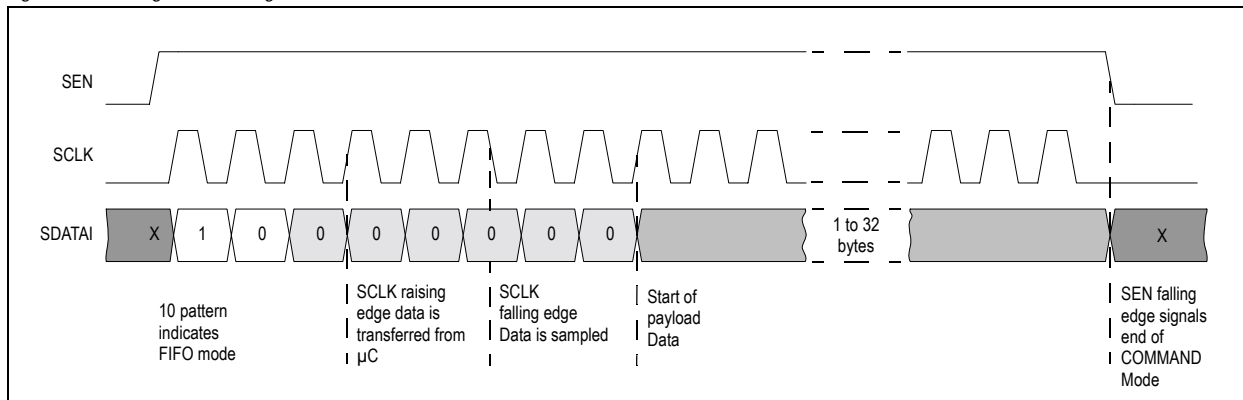 SEN
SCLK
SDATAI
X 1 0 0 0 0 0 0 0
1 to 32
bytes
X
10 pattern
indicates
FIFO mode
SCLK raising
edge data is
transferred from
µC
SCLK
falling edge
Data is sampled
Start of
payload
Data
SEN falling
edge signals
end of
COMMAND
Mode